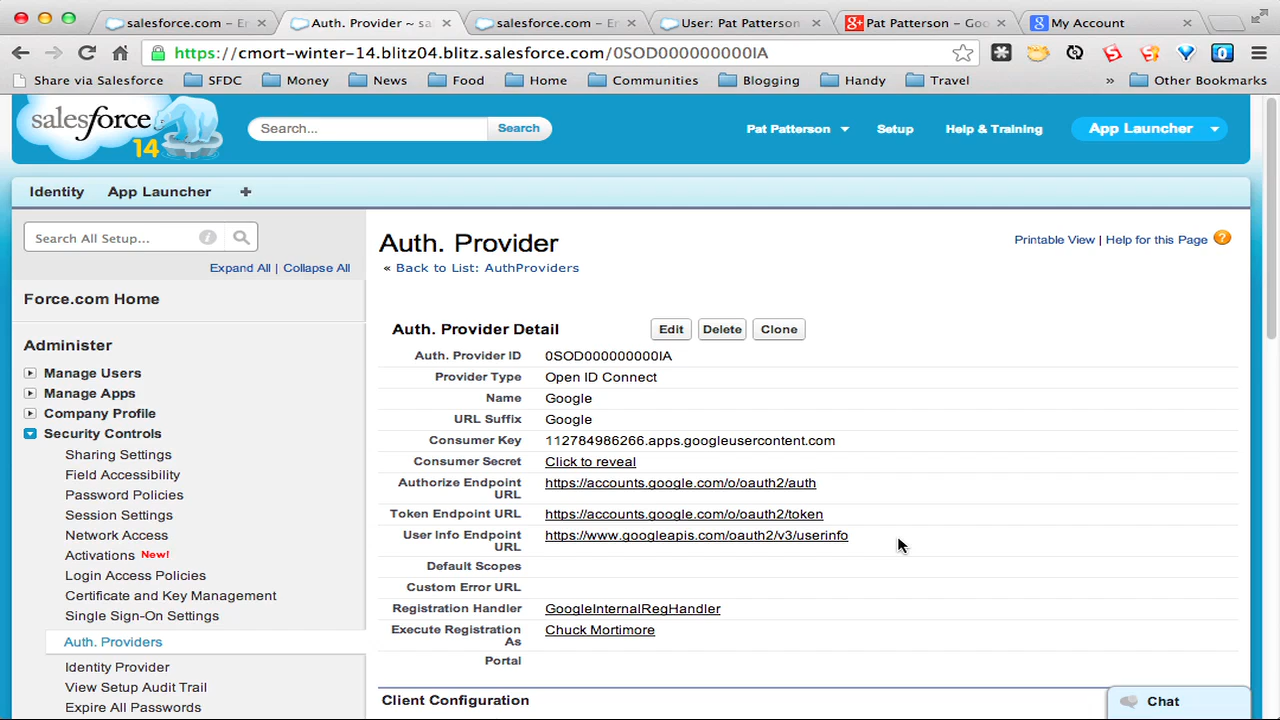 salesforce.com – Er
Auth. Provider ~ sa
salesforce.com – Er
User: Pat Patterson
Pat Patterson – Goo
My Account
https://cmort-winter-14.blitz04.blitz.salesforce.com/0SOD000000000IA
Share via Salesforce
SFDC
Money
News
Food
Home
Communities
Blogging
Handy
Travel
»
Other Bookmarks
salesforce
14
Search...
Search
Pat Patterson
Setup
Help & Training
App Launcher
Identity
App Launcher
+
Search All Setup...
Expand All | Collapse All
Force.com Home
Administer
Manage Users
Manage Apps
Company Profile
Security Controls
Sharing Settings
Field Accessibility
Password Policies
Session Settings
Network Access
Activations New!
Login Access Policies
Certificate and Key Management
Single Sign-On Settings
Auth. Providers
Identity Provider
View Setup Audit Trail
Expire All Passwords
Auth. Provider
« Back to List: AuthProviders
Printable View | Help for this Page ?
Auth. Provider Detail
Edit
Delete
Clone
Auth. Provider ID 0SOD000000000IA
Provider Type Open ID Connect
Name Google
URL Suffix Google
Consumer Key 112784986266.apps.googleusercontent.com
Consumer Secret Click to reveal
Authorize Endpoint URL https://accounts.google.com/o/oauth2/auth
Token Endpoint URL https://accounts.google.com/o/oauth2/token
User Info Endpoint URL https://www.googleapis.com/oauth2/v3/userinfo
Default Scopes
Custom Error URL
Registration Handler GoogleInternalRegHandler
Execute Registration As Chuck Mortimore
Portal
Client Configuration
Chat